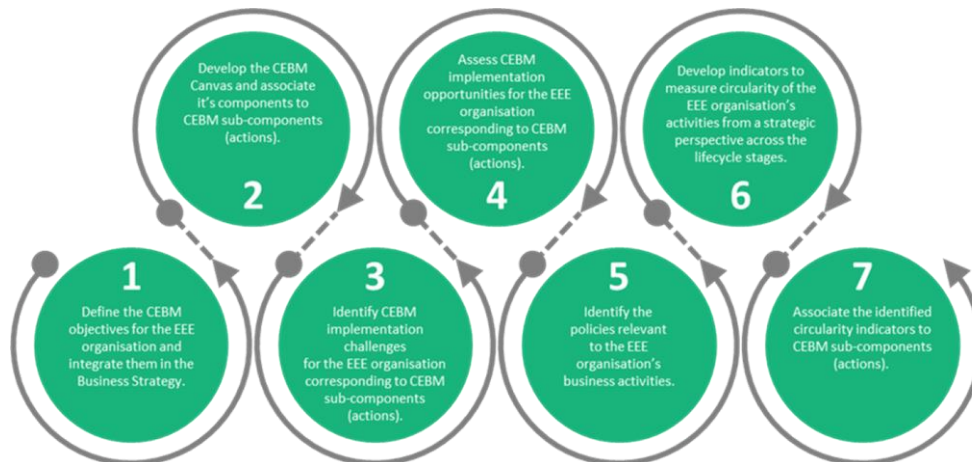 1
Define the CEBM
objectives for the EEE
organisation and
integrate them in the
Business Strategy.
Develop the CEBM
Canvas and associate
it's components to
CEBM sub-components
(actions).
2
3
Identify CEBM
implementation
challenges
for the EEE organisation
corresponding to CEBM
sub-components
(actions).
Assess CEBM
implementation
opportunities for the EEE
organisation
corresponding to CEBM
sub-components
(actions).
4
5
Identify the
policies relevant
to the EEE
organisation's
business activities.
Develop indicators to
measure circularity of the
EEE organisation's
activities from a strategic
perspective across the
lifecycle stages.
6
7
Associate the identified
circularity indicators to
CEBM sub-components
(actions).